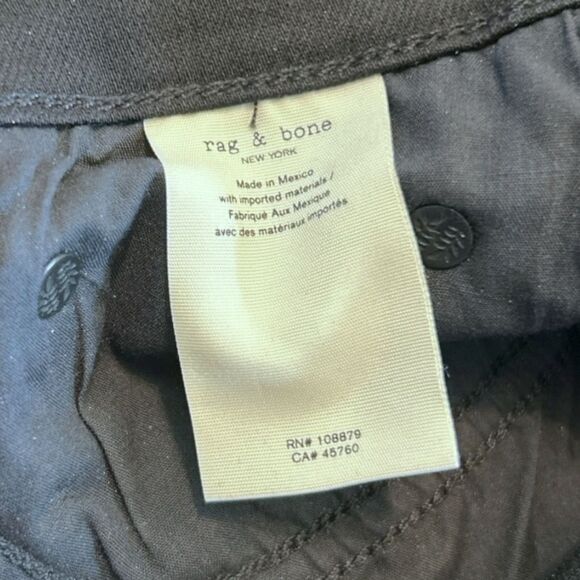 rag & bone
NEW YORK
Made in Mexico
with imported materials /
Fabriqué Aux Mexique
avec des matériaux importés
RN# 108879
CA# 45760